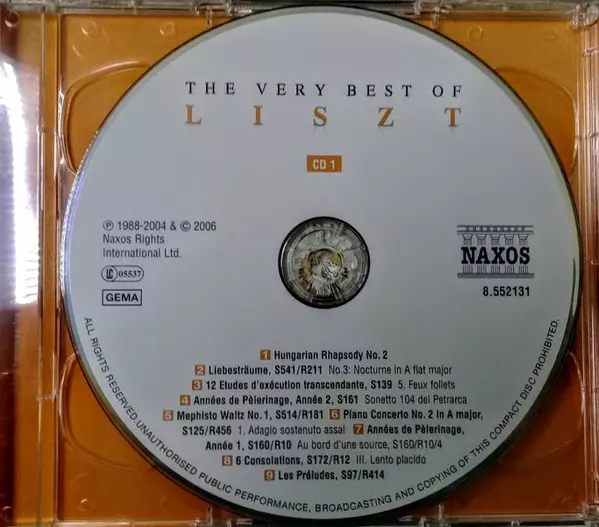 THE VERY BEST OF
LISZT
CD 1
℗ 1988-2004 & © 2006
Naxos Rights
International Ltd.
LC 05537
GEMA
NAXOS
8.552131
1 Hungarian Rhapsody No. 2
2 Liebesträume, S541/R211 No.3: Nocturne in A flat major
3 12 Etudes d'exécution transcendante, S139 5. Feux follets
4 Années de Pèlerinage, Année 2, S161 Sonetto 104 del Petrarca
5 Mephisto Waltz No. 1, S514/R181 6 Piano Concerto No. 2 in A major,
S125/R456 1. Adagio sostenuto assai 7 Années de Pèlerinage,
Année 1, S160/R10 Au bord d'une source, S160/R10/4
8 6 Consolations, S172/R12 III. Lento placido
9 Les Préludes, S97/R414
ALL RIGHTS RESERVED. UNAUTHORISED PUBLIC PERFORMANCE, BROADCASTING AND COPYING OF THIS COMPACT DISC PROHIBITED.